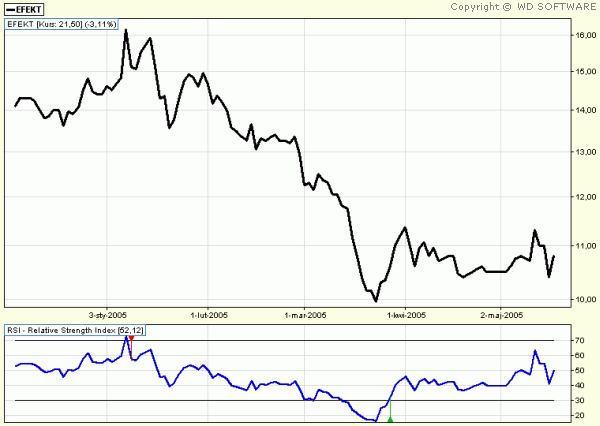 Copyright © WD SOFTWARE
EFEKT
EFEKT [Kurs: 21,50] (-3,11%)
16,00
15,00
14,00
13,00
12,00
11,00
10,00
3-sty-2005
1-lut-2005
1-mar-2005
1-kwi-2005
2-maj-2005
RSI - Relative Strength Index [52,12]
70
60
50
40
30
20